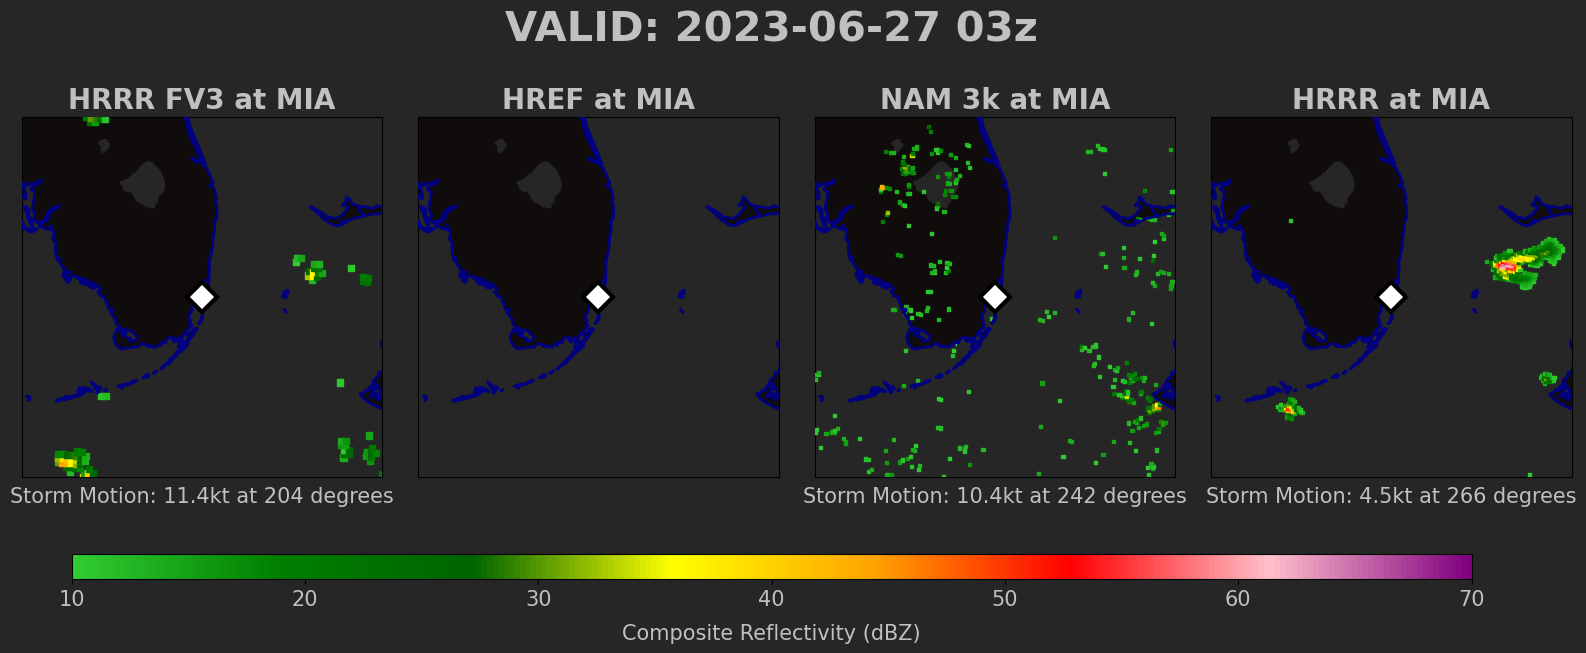 VALID: 2023-06-27 03z
HRRR FV3 at MIA
HREF at MIA
NAM 3k at MIA
HRRR at MIA
Storm Motion: 11.4kt at 204 degrees
Storm Motion: 10.4kt at 242 degrees
Storm Motion: 4.5kt at 266 degrees
10 20 30 40 50 60 70
Composite Reflectivity (dBZ)